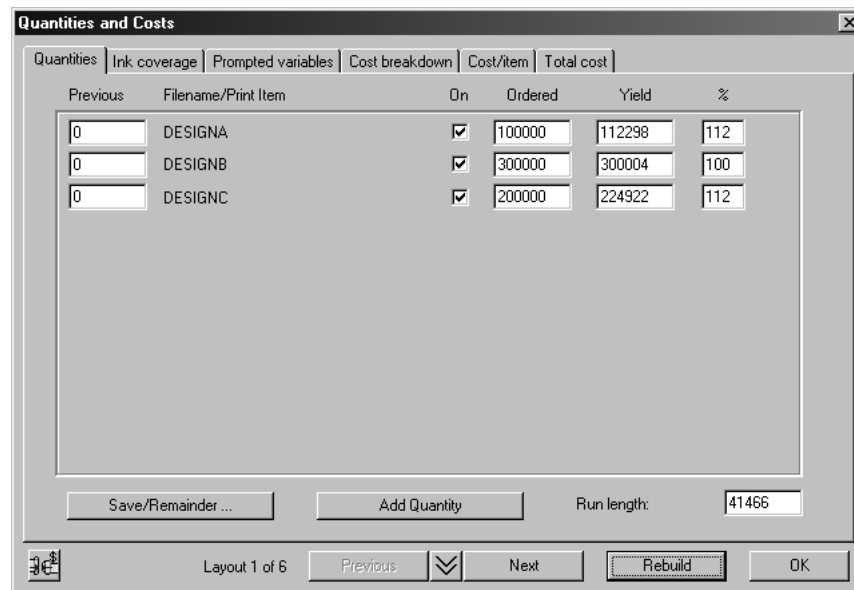 Quantities and Costs
Quantities Ink coverage Prompted variables Cost breakdown Cost/item Total cost
Previous Filename/Print Item On Ordered Yield %
0 DESIGNA 100000 112298 112
0 DESIGNB 300000 300004 100
0 DESIGNC 200000 224922 112
Save/Remainder ... Add Quantity Run length: 41466
Layout 1 of 6 Previous Next Rebuild OK